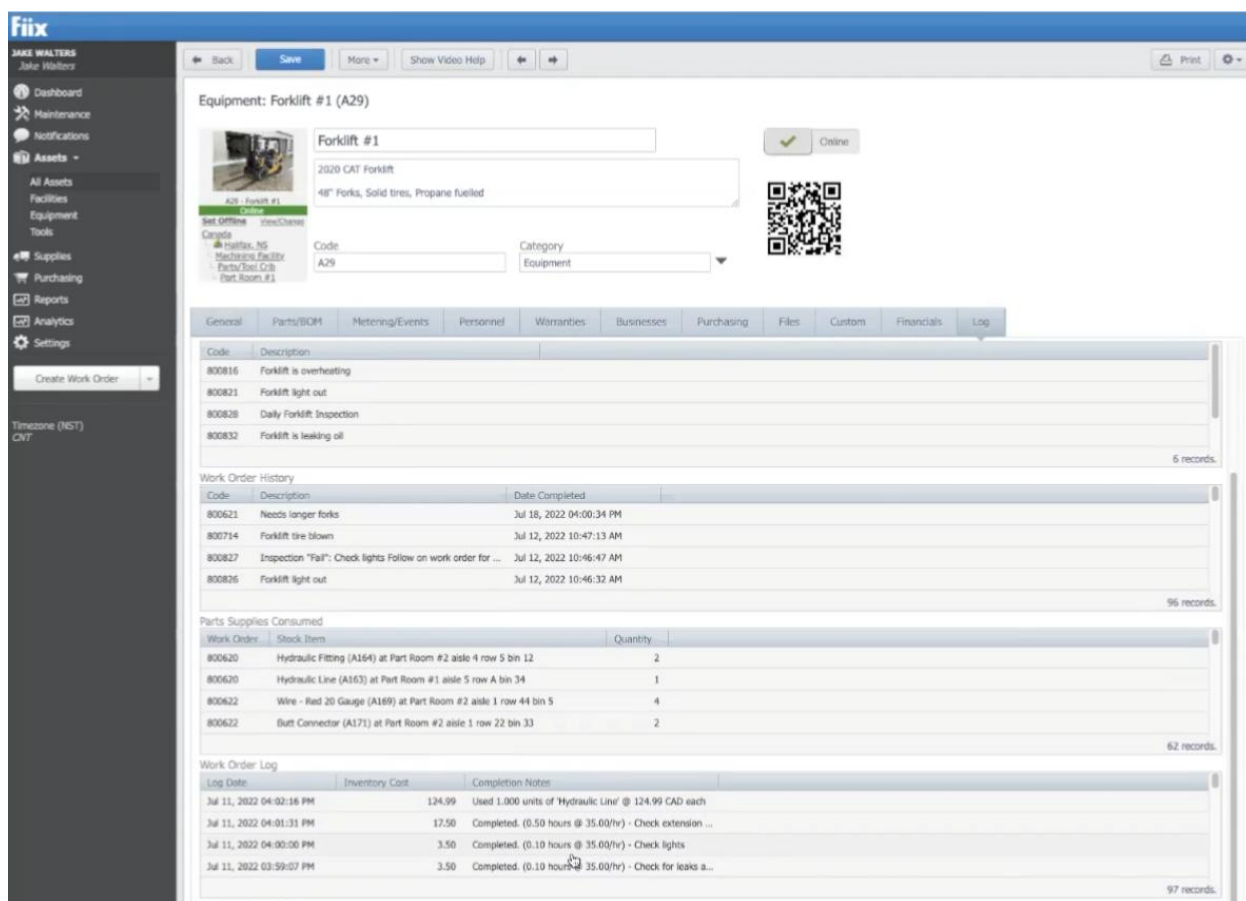 fiix
JAKE WALTERS
Jake Walters
Dashboard
Maintenance
Notifications
Assets
All Assets
Facilities
Equipment
Tools
Supplies
Purchasing
Reports
Analytics
Settings
Create Work Order
Timezone (NST)
CNT
Back Save More Show Video Help Print
Equipment: Forklift #1 (A29)
A29 - Forklift #1
Online
Set Offline View/Change
Canada
Halifax, NS
Machining Facility
Parts/Tool Crib
Part Room #1
Forklift #1
2020 CAT Forklift
48" Forks, Solid tires, Propane fuelled
Code Category
A29 Equipment
Online
General Parts/BOM Metering/Events Personnel Warranties Businesses Purchasing Files Custom Financials Log
Code Description
800816 Forklift is overheating
800821 Forklift light out
800828 Daily Forklift Inspection
800832 Forklift is leaking oil
6 records.
Work Order History
Code Description Date Completed
800621 Needs longer forks Jul 18, 2022 04:00:34 PM
800714 Forklift tire blown Jul 12, 2022 10:47:13 AM
800827 Inspection "Fail": Check lights Follow on work order for ... Jul 12, 2022 10:46:47 AM
800826 Forklift light out Jul 12, 2022 10:46:32 AM
96 records.
Parts Supplies Consumed
Work Order Stock Item Quantity
800620 Hydraulic Fitting (A164) at Part Room #2 aisle 4 row 5 bin 12 2
800620 Hydraulic Line (A163) at Part Room #1 aisle 5 row A bin 34 1
800622 Wire - Red 20 Gauge (A169) at Part Room #2 aisle 1 row 44 bin 5 4
800622 Butt Connector (A171) at Part Room #2 aisle 1 row 22 bin 33 2
62 records.
Work Order Log
Log Date Inventory Cost Completion Notes
Jul 11, 2022 04:02:16 PM 124.99 Used 1.000 units of 'Hydraulic Line' @ 124.99 CAD each
Jul 11, 2022 04:01:31 PM 17.50 Completed. (0.50 hours @ 35.00/hr) - Check extension ...
Jul 11, 2022 04:00:00 PM 3.50 Completed. (0.10 hours @ 35.00/hr) - Check lights
Jul 11, 2022 03:59:07 PM 3.50 Completed. (0.10 hours @ 35.00/hr) - Check for leaks a...
97 records.